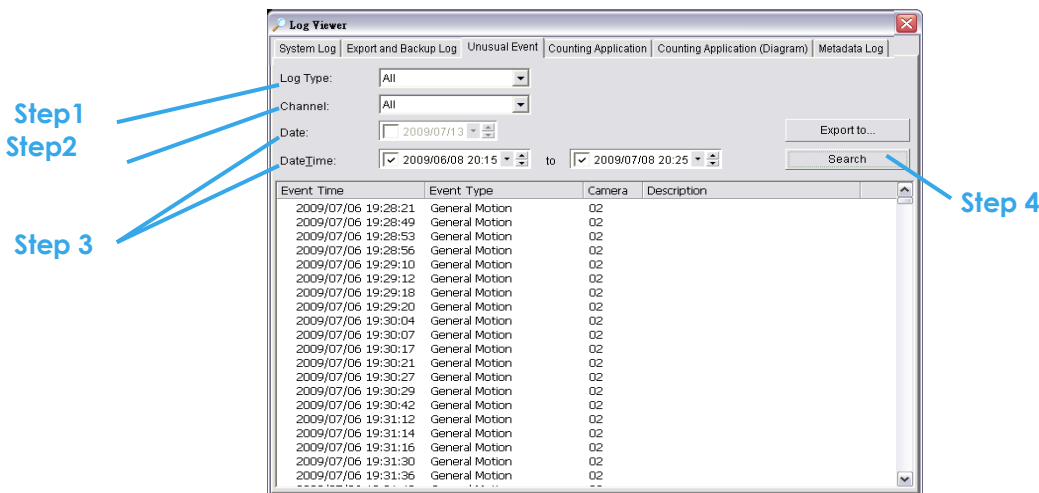 Log Viewer
System Log Export and Backup Log Unusual Event Counting Application Counting Application (Diagram) Metadata Log
Log Type: All
Step1
Channel: All
Step2
Date: 2009/07/13 Export to...
DateTime: 2009/06/08 20:15 to 2009/07/08 20:25 Search
Step 3
Step 4
Event Time Event Type Camera Description
2009/07/06 19:28:21 General Motion 02
2009/07/06 19:28:49 General Motion 02
2009/07/06 19:28:53 General Motion 02
2009/07/06 19:28:56 General Motion 02
2009/07/06 19:29:10 General Motion 02
2009/07/06 19:29:12 General Motion 02
2009/07/06 19:29:18 General Motion 02
2009/07/06 19:29:20 General Motion 02
2009/07/06 19:30:04 General Motion 02
2009/07/06 19:30:07 General Motion 02
2009/07/06 19:30:17 General Motion 02
2009/07/06 19:30:21 General Motion 02
2009/07/06 19:30:27 General Motion 02
2009/07/06 19:30:29 General Motion 02
2009/07/06 19:30:42 General Motion 02
2009/07/06 19:31:12 General Motion 02
2009/07/06 19:31:14 General Motion 02
2009/07/06 19:31:16 General Motion 02
2009/07/06 19:31:30 General Motion 02
2009/07/06 19:31:36 General Motion 02